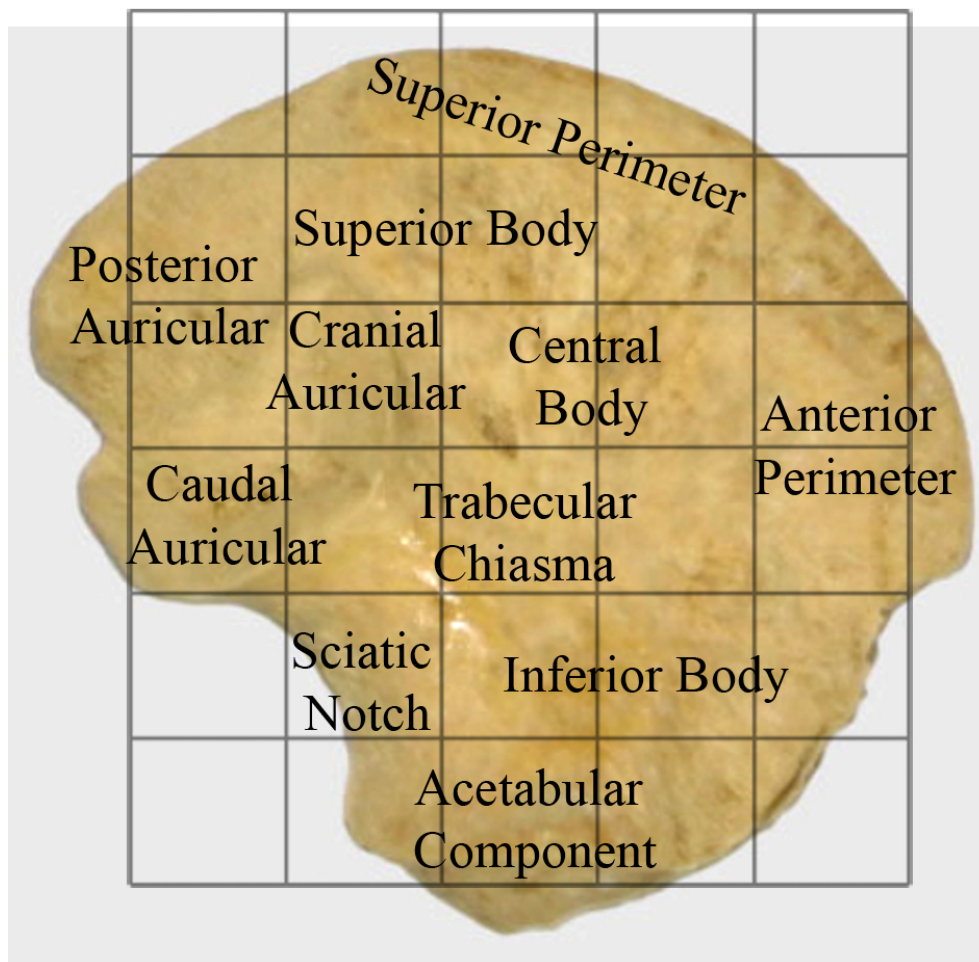 Superior Perimeter
Superior Body
Posterior
Auricular
Cranial
Auricular
Central
Body
Anterior
Perimeter
Caudal
Auricular
Trabecular
Chiasma
Sciatic
Notch
Inferior Body
Acetabular
Component